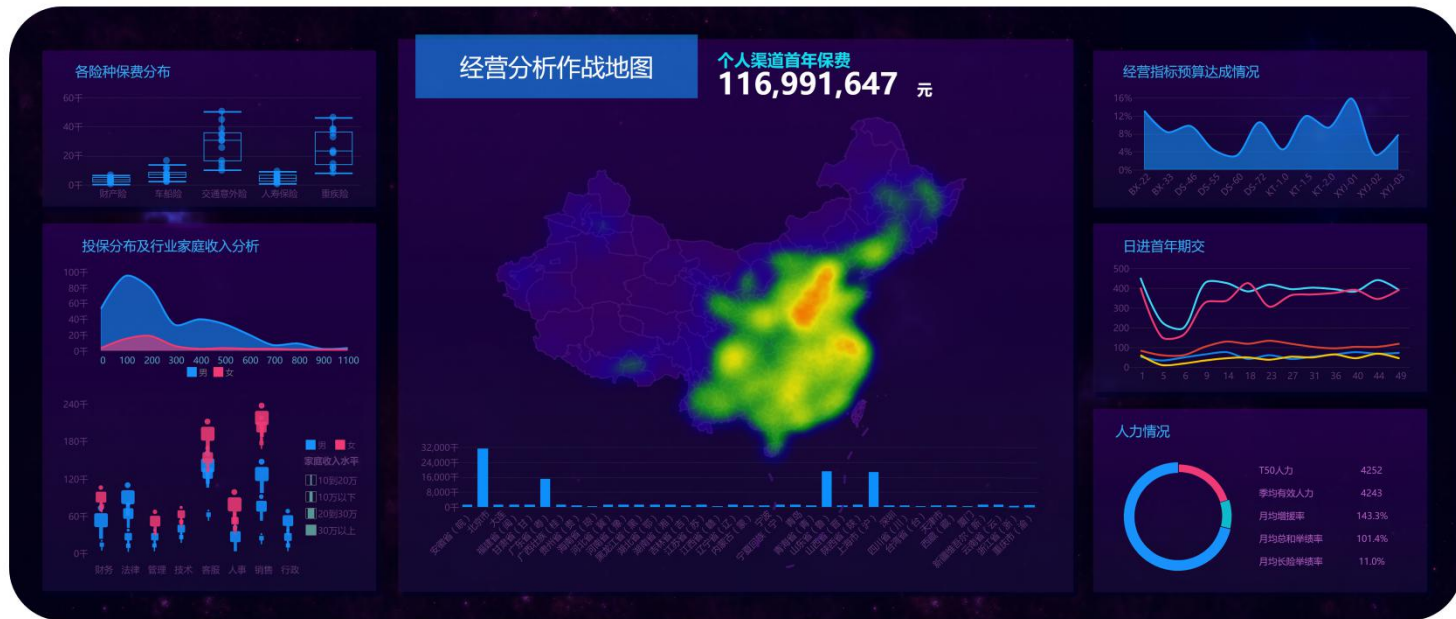 各险种保费分布
60千
40千
20千
0千
财产险 车船险 交通意外险 人寿保险 重疾险
投保分布及行业家庭收入分析
100千
80千
60千
40千
20千
0千
0 100 200 300 400 500 600 700 800 900 1100
男 女
240千
180千
120千
60千
0千
男 女
家庭收入水平
10到20万
10万以下
20到30万
30万以上
财务 法律 管理 技术 客服 人事 销售 行政
经营分析作战地图
个人渠道首年保费
116,991,647 元
32,000千
24,000千
16,000千
8,000千
0千
经营指标预算达成情况
16%
12%
8%
4%
0%
BX-22 BX-33 DS-46 DS-55 DS-60 DS-72 KT-1.0 KT-1.5 KT-2.0 XYJ-01 XYJ-02 XYJ-03
日进首年期交
500
400
300
200
100
0
1 5 6 9 14 18 23 27 31 36 40 44 49
人力情况
T50人力 4252
季均有效人力 4243
月均增援率 143.3%
月均总和举绩率 101.4%
月均长险举绩率 11.0%